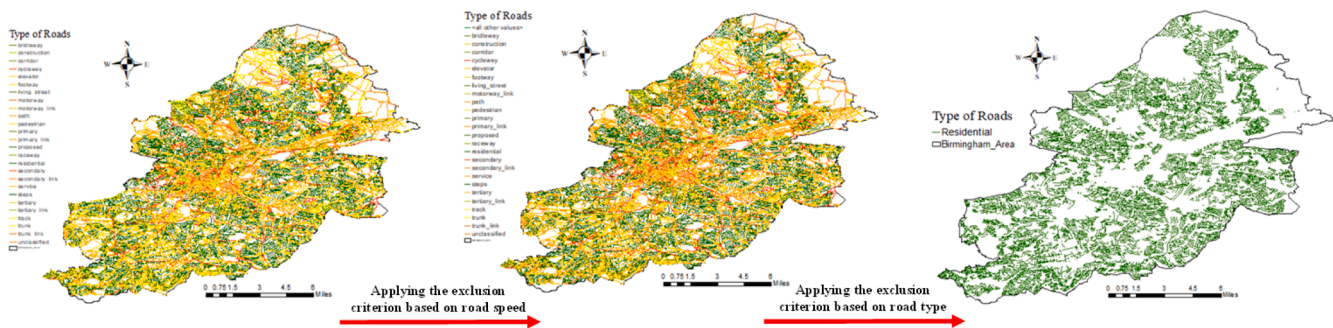 Type of Roads
bridleway
construction
corridor
cycleway
elevator
footway
living_street
motorway
motorway_link
path
pedestrian
primary
primary_link
proposed
raceway
residential
secondary
secondary_link
service
steps
tertiary
tertiary_link
track
trunk
trunk_link
unclassified
N
W E
S
0 0.75 1.5 3 4.5 6
Miles
Applying the exclusion
criterion based on road speed
Type of Roads
<all other values>
bridleway
construction
corridor
cycleway
elevator
footway
living_street
motorway_link
path
pedestrian
primary
primary_link
proposed
raceway
residential
secondary
secondary_link
service
steps
tertiary
tertiary_link
track
trunk
trunk_link
unclassified
N
W E
S
0 0.75 1.5 3 4.5 6
Miles
Applying the exclusion
criterion based on road type
N
W E
S
Type of Roads
Residential
Birmingham_Area
0 0.75 1.5 3 4.5 6
Miles